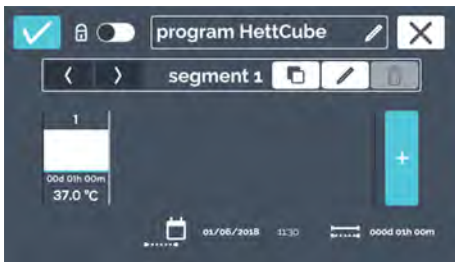 program HettCube
segment 1
1
00d 01h 00m
37.0 °C
+
01/06/2018 11:30 000d 01h 00m